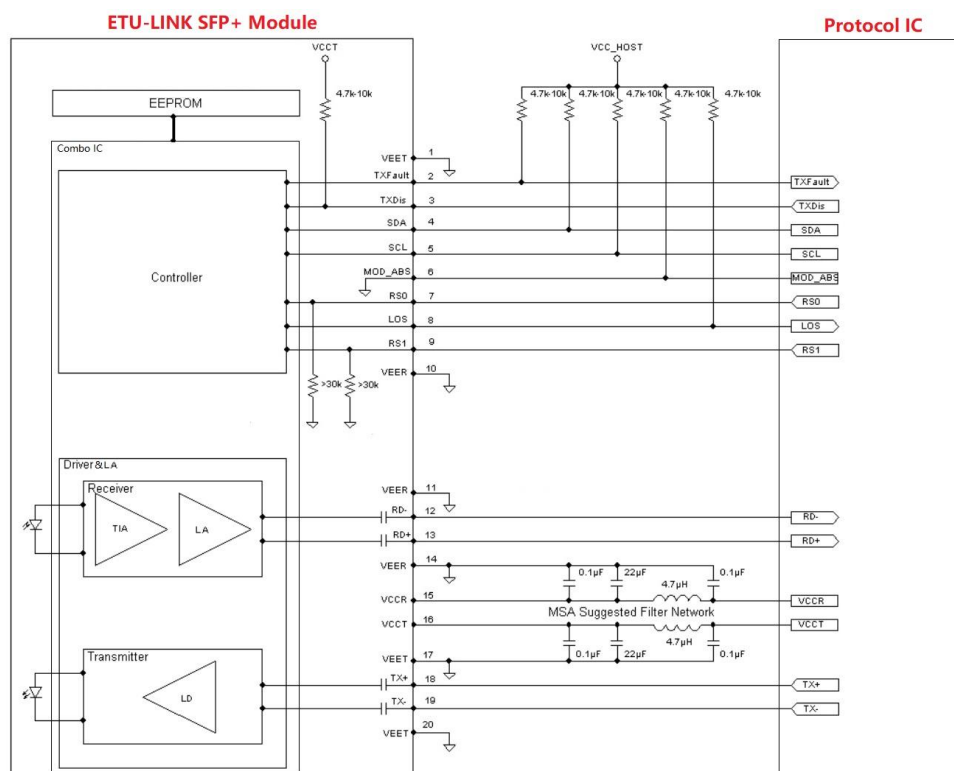 ETU-LINK SFP+ Module
Protocol IC
VCCT
VCC_HOST
4.7k-10k
4.7k-10k
4.7k-10k
4.7k-10k
4.7k-10k
4.7k-10k
EEPROM
Combo IC
Controller
VEET 1
TXFault 2 TXFault
TXDis 3 TXDis
SDA 4 SDA
SCL 5 SCL
MOD_ABS 6 MOD_ABS
RS0 7 RS0
LOS 8 LOS
RS1 9 RS1
VEER 10
>30k >30k
Driver&LA
Receiver
TIA
LA
VEER 11
RD- 12 RD-
RD+ 13 RD+
VEER 14
0.1µF 22µF 4.7µH 0.1µF
VCCR 15 VCCR
MSA Suggested Filter Network
VCCT 16 VCCT
0.1µF 22µF 4.7µH 0.1µF
VEET 17
Transmitter
LD
TX+ 18 TX+
TX- 19 TX-
VEET 20